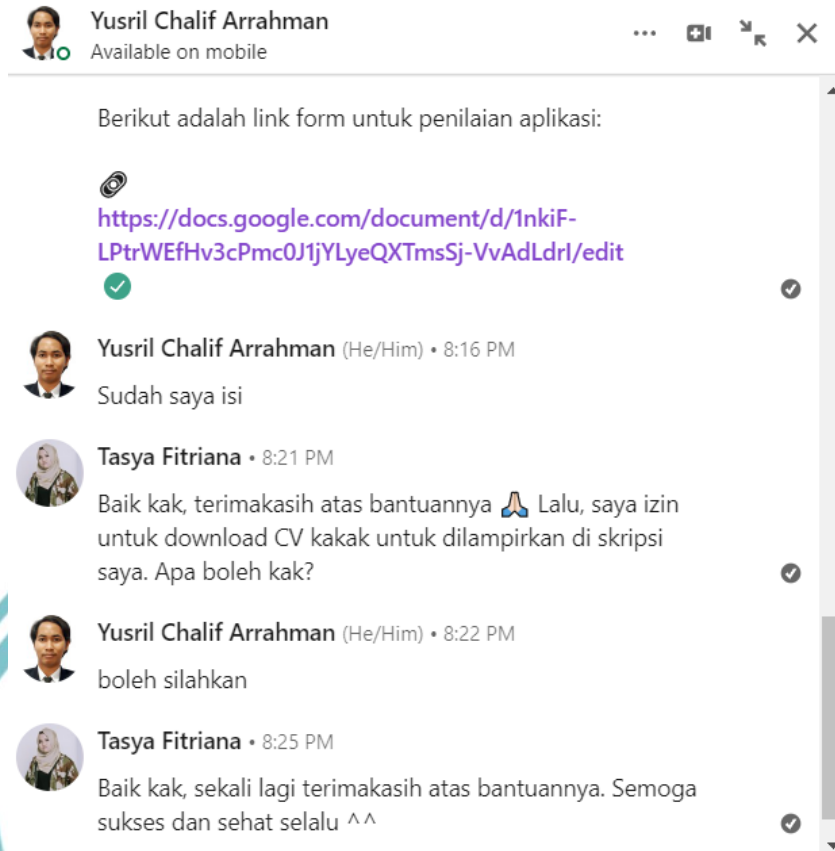 Yusril Chalif Arrahman
Available on mobile
Berikut adalah link form untuk penilaian aplikasi:
https://docs.google.com/document/d/1nkiF-
LPtrWEfHv3cPmc0J1jYLyeQXTmsSj-VvAdLdrI/edit
Yusril Chalif Arrahman (He/Him) • 8:16 PM
Sudah saya isi
Tasya Fitriana • 8:21 PM
Baik kak, terimakasih atas bantuannya 🙏🏻 Lalu, saya izin
untuk download CV kakak untuk dilampirkan di skripsi
saya. Apa boleh kak?
Yusril Chalif Arrahman (He/Him) • 8:22 PM
boleh silahkan
Tasya Fitriana • 8:25 PM
Baik kak, sekali lagi terimakasih atas bantuannya. Semoga
sukses dan sehat selalu ^^